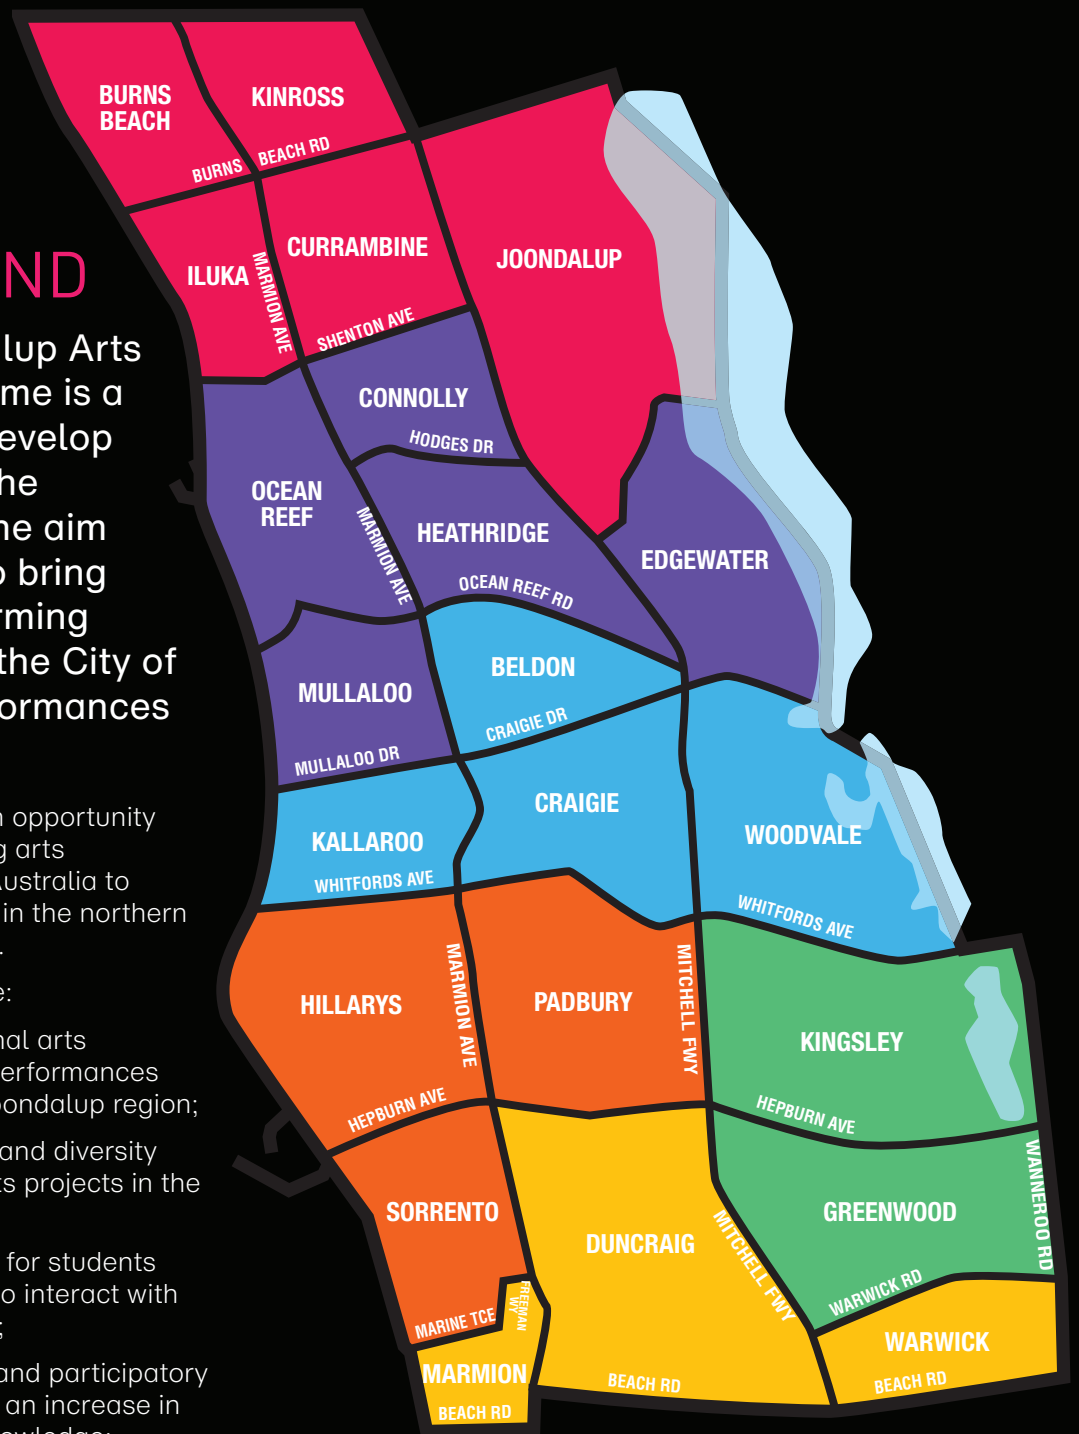 ND
lup Arts
me is a
evelop
he
ne aim
o bring
rming
the City of
ormances
n opportunity
g arts
Australia to
in the northern
e:
nal arts
erformances
oondalup region;
and diversity
ts projects in the
for students
o interact with
;
and participatory
an increase in
BURNS
BEACH
KINROSS
BURNS BEACH RD
ILUKA
MARMION AVE
CURRAMBINE
SHENTON AVE
JOONDALUP
CONNOLLY
HODGES DR
OCEAN
REEF
MARMION AVE
HEATHRIDGE
OCEAN REEF RD
EDGEWATER
MULLALOO
MULLALOO DR
BELDON
CRAIGIE DR
KALLAROO
WHITFORDS AVE
CRAIGIE
WOODVALE
WHITFORDS AVE
HILLARYS
HEPBURN AVE
MARMION AVE
PADBURY
MITCHELL FWY
KINGSLEY
HEPBURN AVE
SORRENTO
MARINE TCE
FREEMAN
WY
DUNCRAIG
MITCHELL FWY
GREENWOOD
WARWICK RD
WANNEROO RD
MARMION
BEACH RD
BEACH RD
WARWICK
BEACH RD